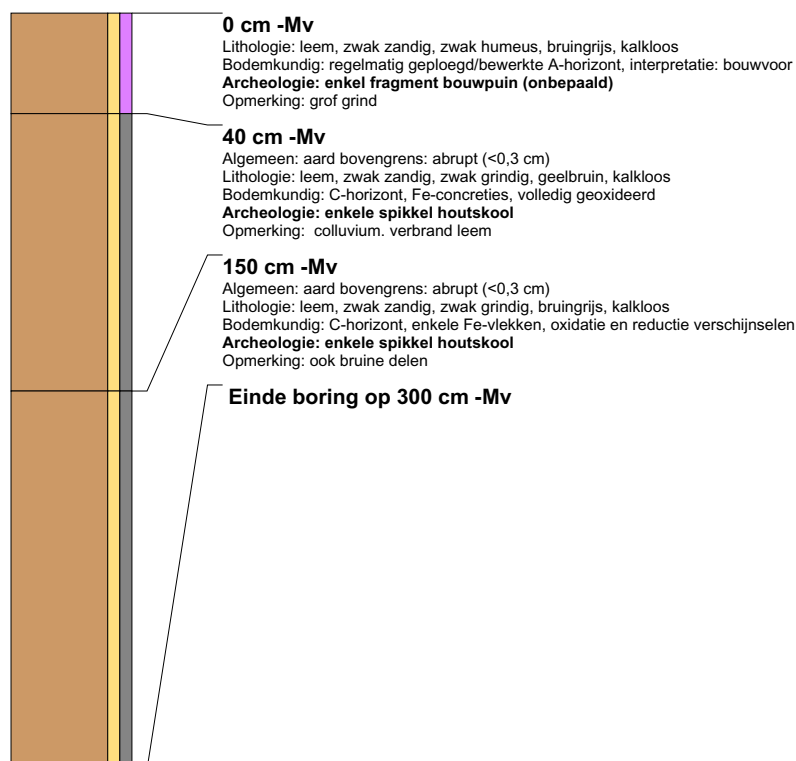 0 cm -Mv
Lithologie: leem, zwak zandig, zwak humeus, bruingrijs, kalkloos
Bodemkundig: regelmatig geploegd/bewerkte A-horizont, interpretatie: bouwvoor
Archeologie: enkel fragment bouwpuin (onbepaald)
Opmerking: grof grind
40 cm -Mv
Algemeen: aard bovengrens: abrupt (<0,3 cm)
Lithologie: leem, zwak zandig, zwak grindig, geelbruin, kalkloos
Bodemkundig: C-horizont, Fe-concreties, volledig geoxideerd
Archeologie: enkele spikkel houtskool
Opmerking: colluvium. verbrand leem
150 cm -Mv
Algemeen: aard bovengrens: abrupt (<0,3 cm)
Lithologie: leem, zwak zandig, zwak grindig, bruingrijs, kalkloos
Bodemkundig: C-horizont, enkele Fe-vlekken, oxidatie en reductie verschijnselen
Archeologie: enkele spikkel houtskool
Opmerking: ook bruine delen
Einde boring op 300 cm -Mv